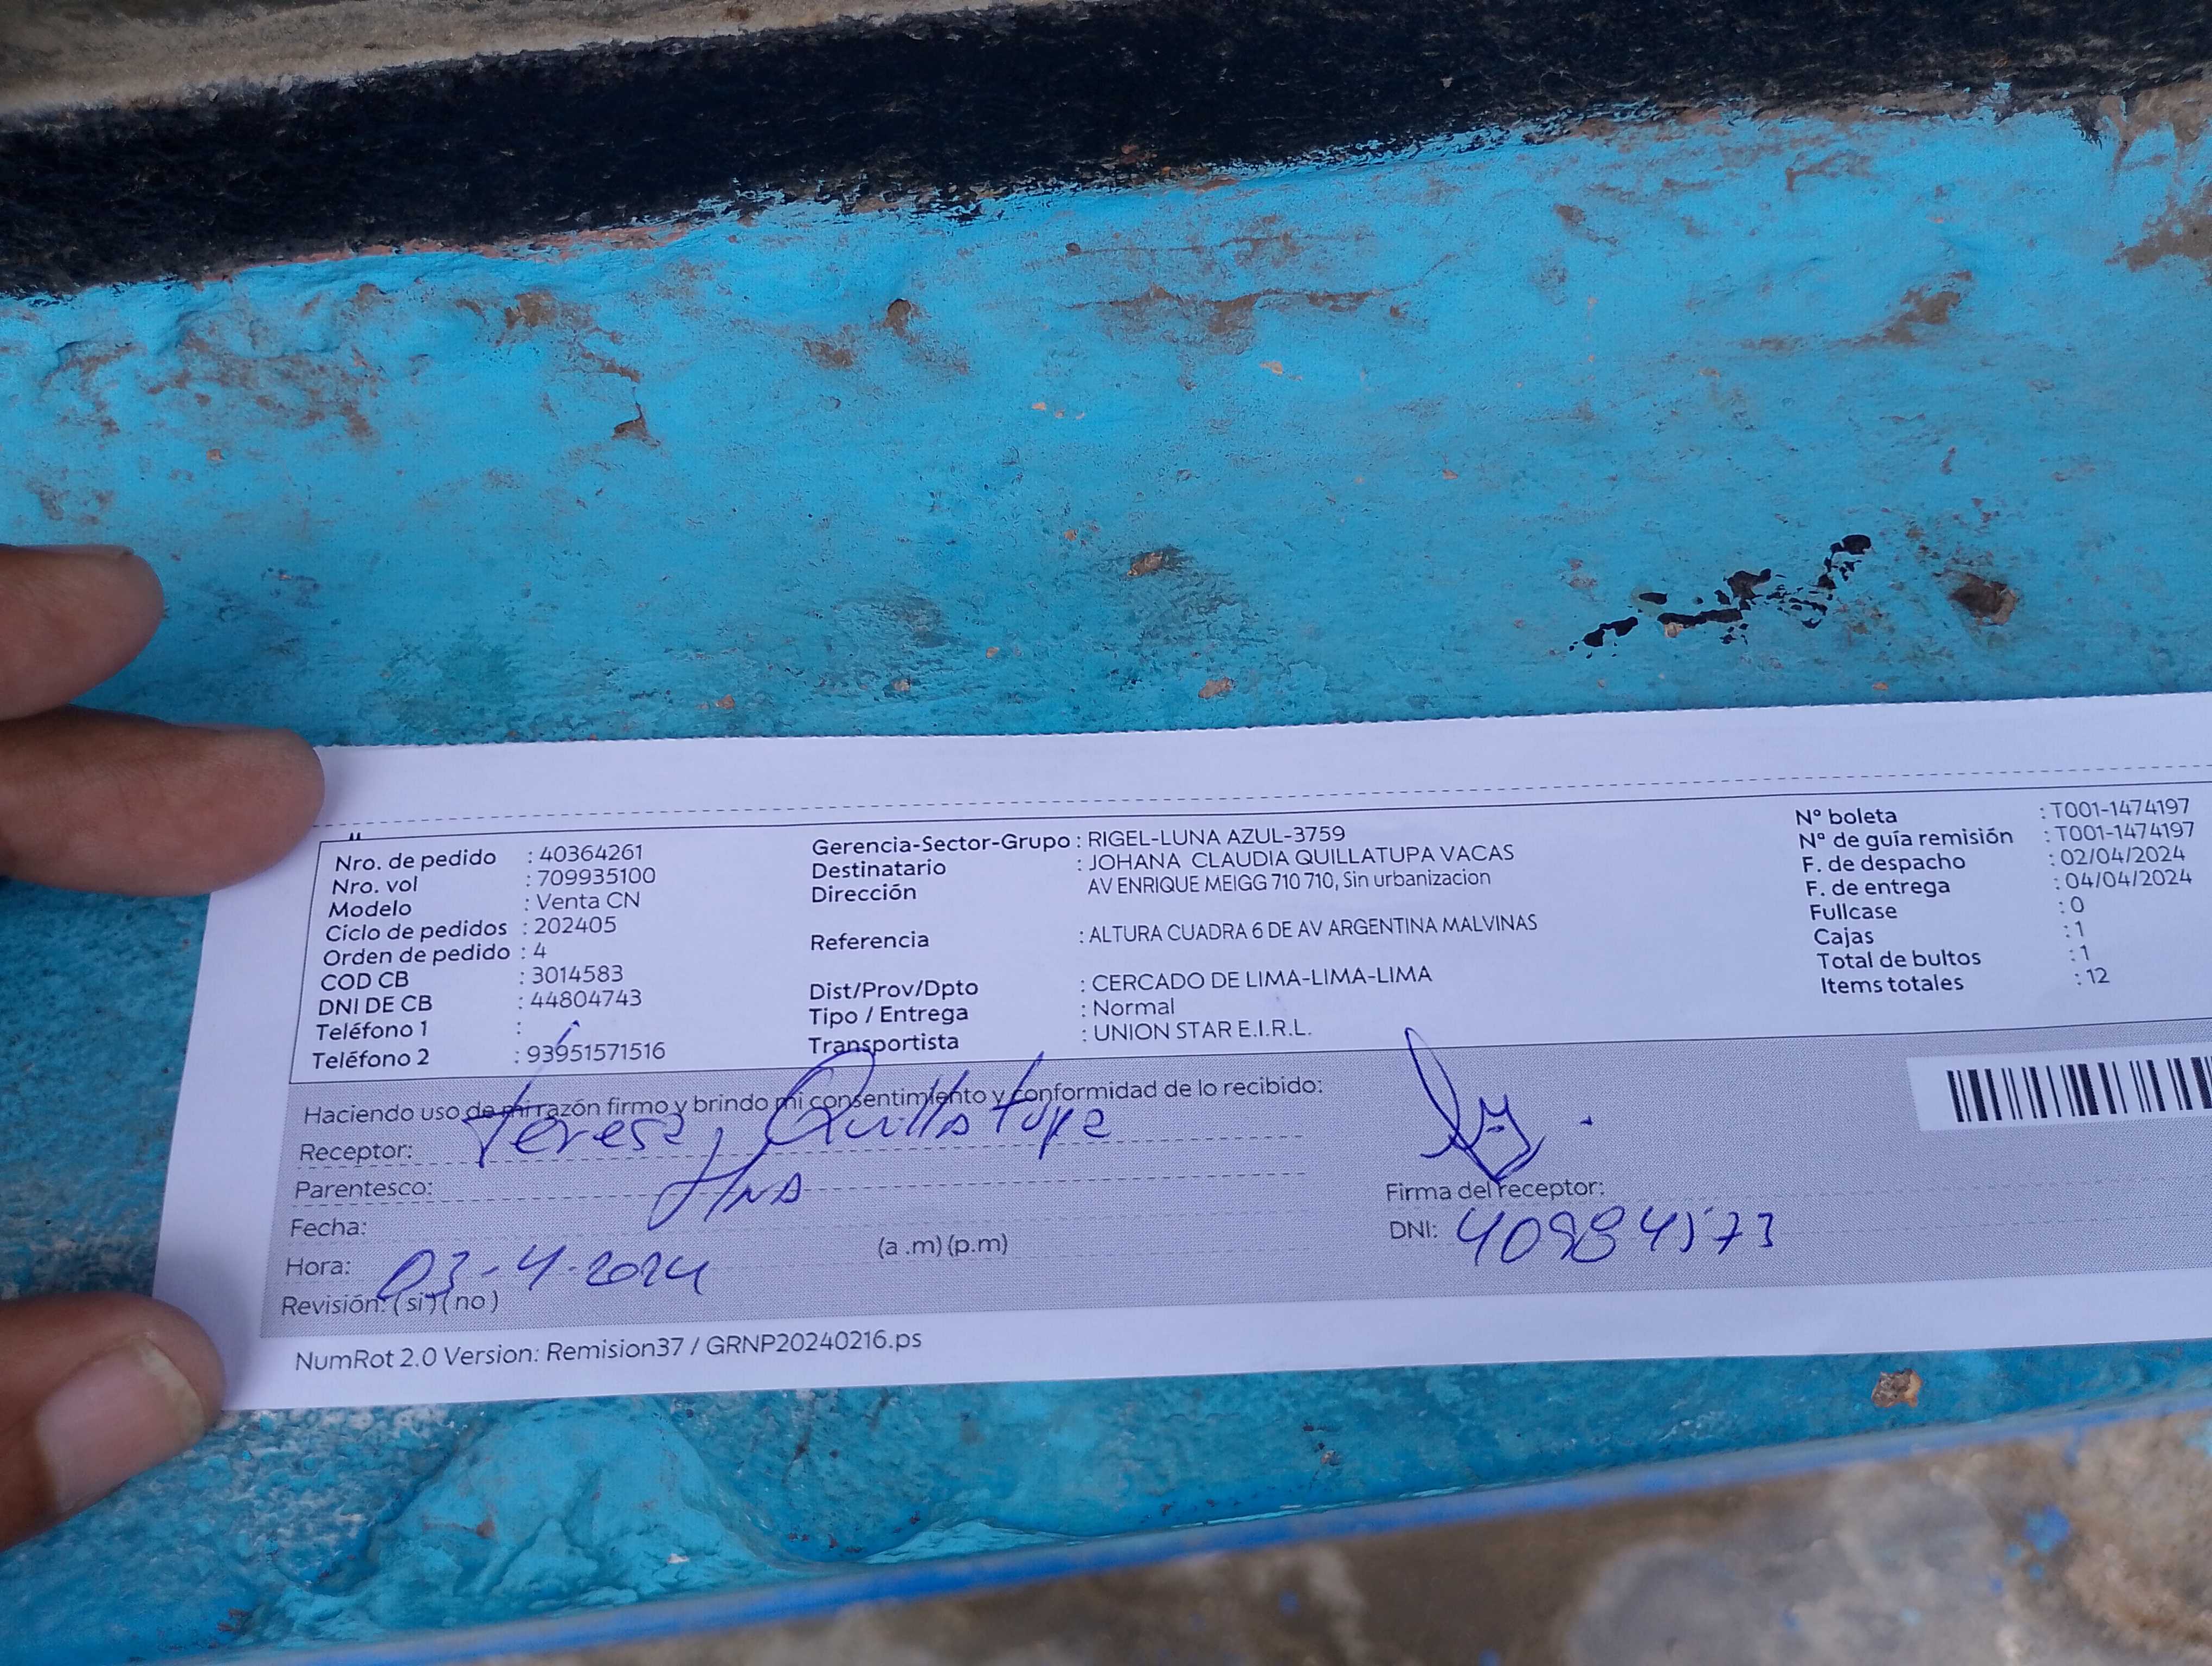 Nro. de pedido : 40364261
Nro. vol : 709935100
Modelo : Venta CN
Ciclo de pedidos : 202405
Orden de pedido : 4
COD CB : 3014583
DNI DE CB : 44804743
Teléfono 1 :
Teléfono 2 : 93951571516
Gerencia-Sector-Grupo : RIGEL-LUNA AZUL-3759
Destinatario : JOHANA CLAUDIA QUILLATUPA VACAS
Dirección AV ENRIQUE MEIGG 710 710, Sin urbanizacion
Referencia : ALTURA CUADRA 6 DE AV ARGENTINA MALVINAS
Dist/Prov/Dpto : CERCADO DE LIMA-LIMA-LIMA
Tipo / Entrega : Normal
Transportista : UNION STAR E.I.R.L.
Nº boleta : T001-1474197
Nº de guía remisión : T001-1474197
F. de despacho : 02/04/2024
F. de entrega : 04/04/2024
Fullcase : 0
Cajas : 1
Total de bultos : 1
Items totales : 12
Haciendo uso de mi razón firmo y brindo mi consentimiento y conformidad de lo recibido:
Receptor: Teresa Quillatupa
Parentesco: Hna
Fecha:
Hora: 03-4-2024 (a .m) (p.m)
Revisión: ( si ) ( no )
Firma del receptor:
DNI: 40984573
NumRot 2.0 Version: Remision37 / GRNP20240216.ps